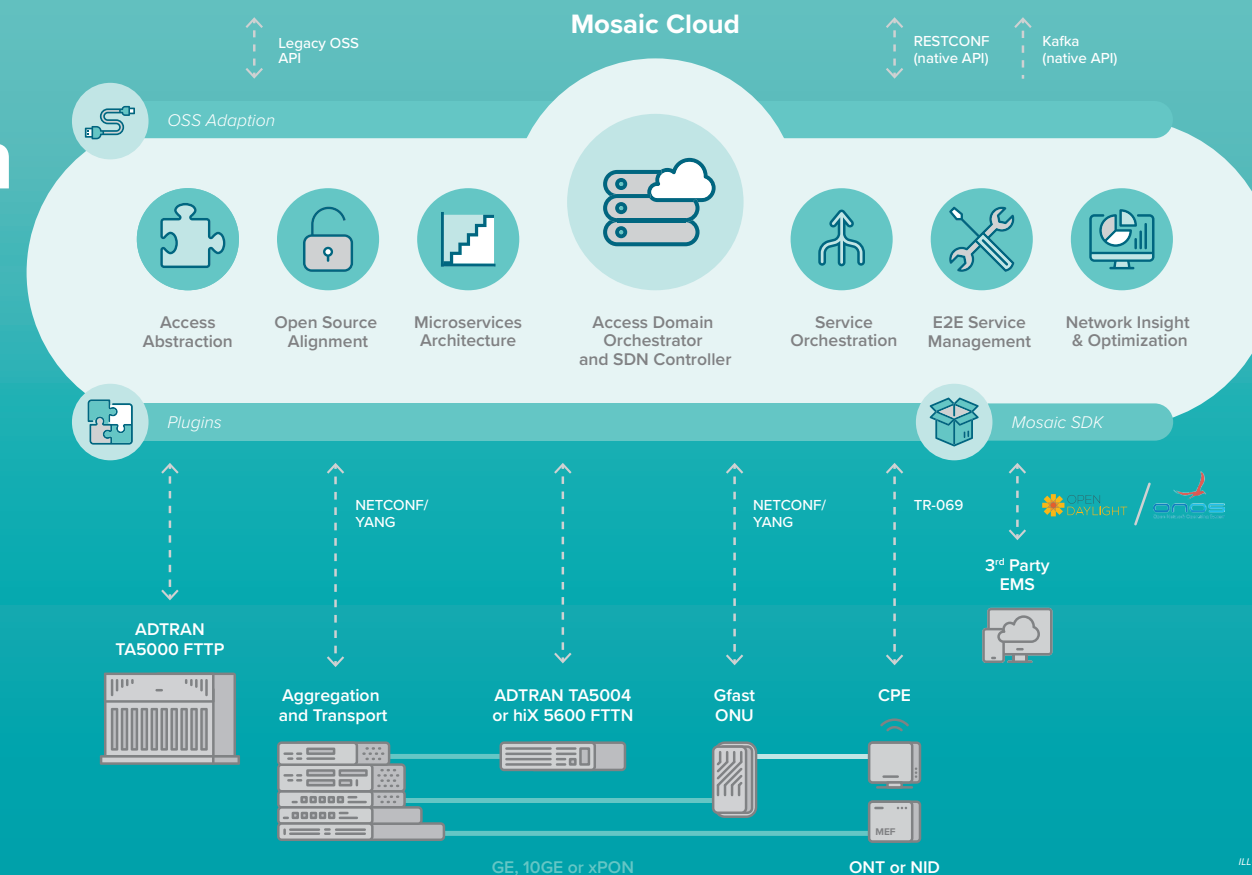 Mosaic Cloud
Legacy OSS
API
RESTCONF
(native API)
Kafka
(native API)
OSS Adaption
Access
Abstraction
Open Source
Alignment
Microservices
Architecture
Access Domain
Orchestrator
and SDN Controller
Service
Orchestration
E2E Service
Management
Network Insight
& Optimization
Plugins
Mosaic SDK
NETCONF/
YANG
NETCONF/
YANG
TR-069
OPEN
DAYLIGHT
onos
3rd Party
EMS
ADTRAN
TA5000 FTTP
Aggregation
and Transport
ADTRAN TA5004
or hiX 5600 FTTN
Gfast
ONU
CPE
MEF
GE, 10GE or xPON
ONT or NID
ILL